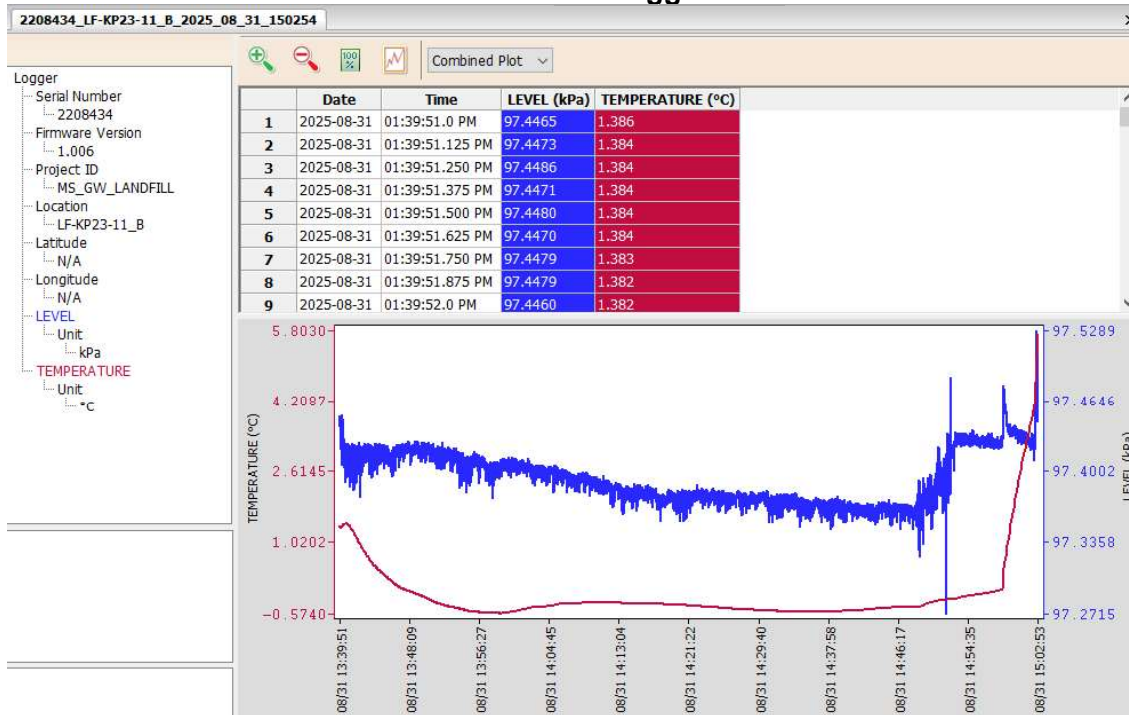 gg
2208434_LF-KP23-11_B_2025_08_31_150254
100
%
Combined Plot
Logger
Serial Number
2208434
Firmware Version
1.006
Project ID
MS_GW_LANDFILL
Location
LF-KP23-11_B
Latitude
N/A
Longitude
N/A
LEVEL
Unit
kPa
TEMPERATURE
Unit
°C
Date Time LEVEL (kPa) TEMPERATURE (°C)
1 2025-08-31 01:39:51.0 PM 97.4465 1.386
2 2025-08-31 01:39:51.125 PM 97.4473 1.384
3 2025-08-31 01:39:51.250 PM 97.4486 1.384
4 2025-08-31 01:39:51.375 PM 97.4471 1.384
5 2025-08-31 01:39:51.500 PM 97.4480 1.384
6 2025-08-31 01:39:51.625 PM 97.4470 1.384
7 2025-08-31 01:39:51.750 PM 97.4479 1.383
8 2025-08-31 01:39:51.875 PM 97.4479 1.382
9 2025-08-31 01:39:52.0 PM 97.4460 1.382
TEMPERATURE (°C)
5.8030
4.2087
2.6145
1.0202
-0.5740
97.5289
97.4646
97.4002
97.3358
97.2715
LEVEL (kPa)
08/31 13:39:51
08/31 13:48:09
08/31 13:56:27
08/31 14:04:45
08/31 14:13:04
08/31 14:21:22
08/31 14:29:40
08/31 14:37:58
08/31 14:46:17
08/31 14:54:35
08/31 15:02:53